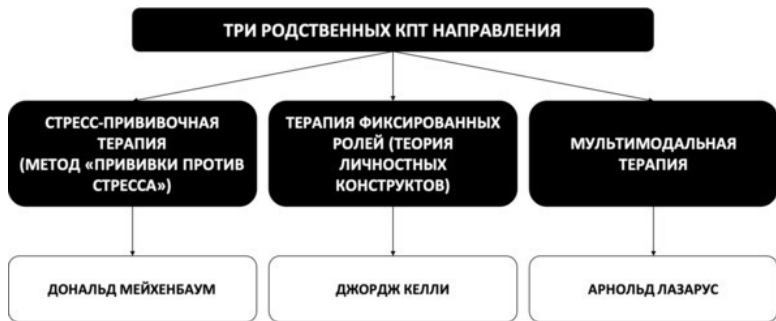 ТРИ РОДСТВЕННЫХ КПТ НАПРАВЛЕНИЯ
СТРЕСС-ПРИВИВОЧНАЯ
ТЕРАПИЯ
(МЕТОД «ПРИВИВКИ ПРОТИВ
СТРЕССА»)
ТЕРАПИЯ ФИКСИРОВАННЫХ
РОЛЕЙ (ТЕОРИЯ
ЛИЧНОСТНЫХ
КОНСТРУКТОВ)
МУЛЬТИМОДАЛЬНАЯ
ТЕРАПИЯ
ДОНАЛЬД МЕЙХЕНБАУМ
ДЖОРДЖ КЕЛЛИ
АРНОЛЬД ЛАЗАРУС